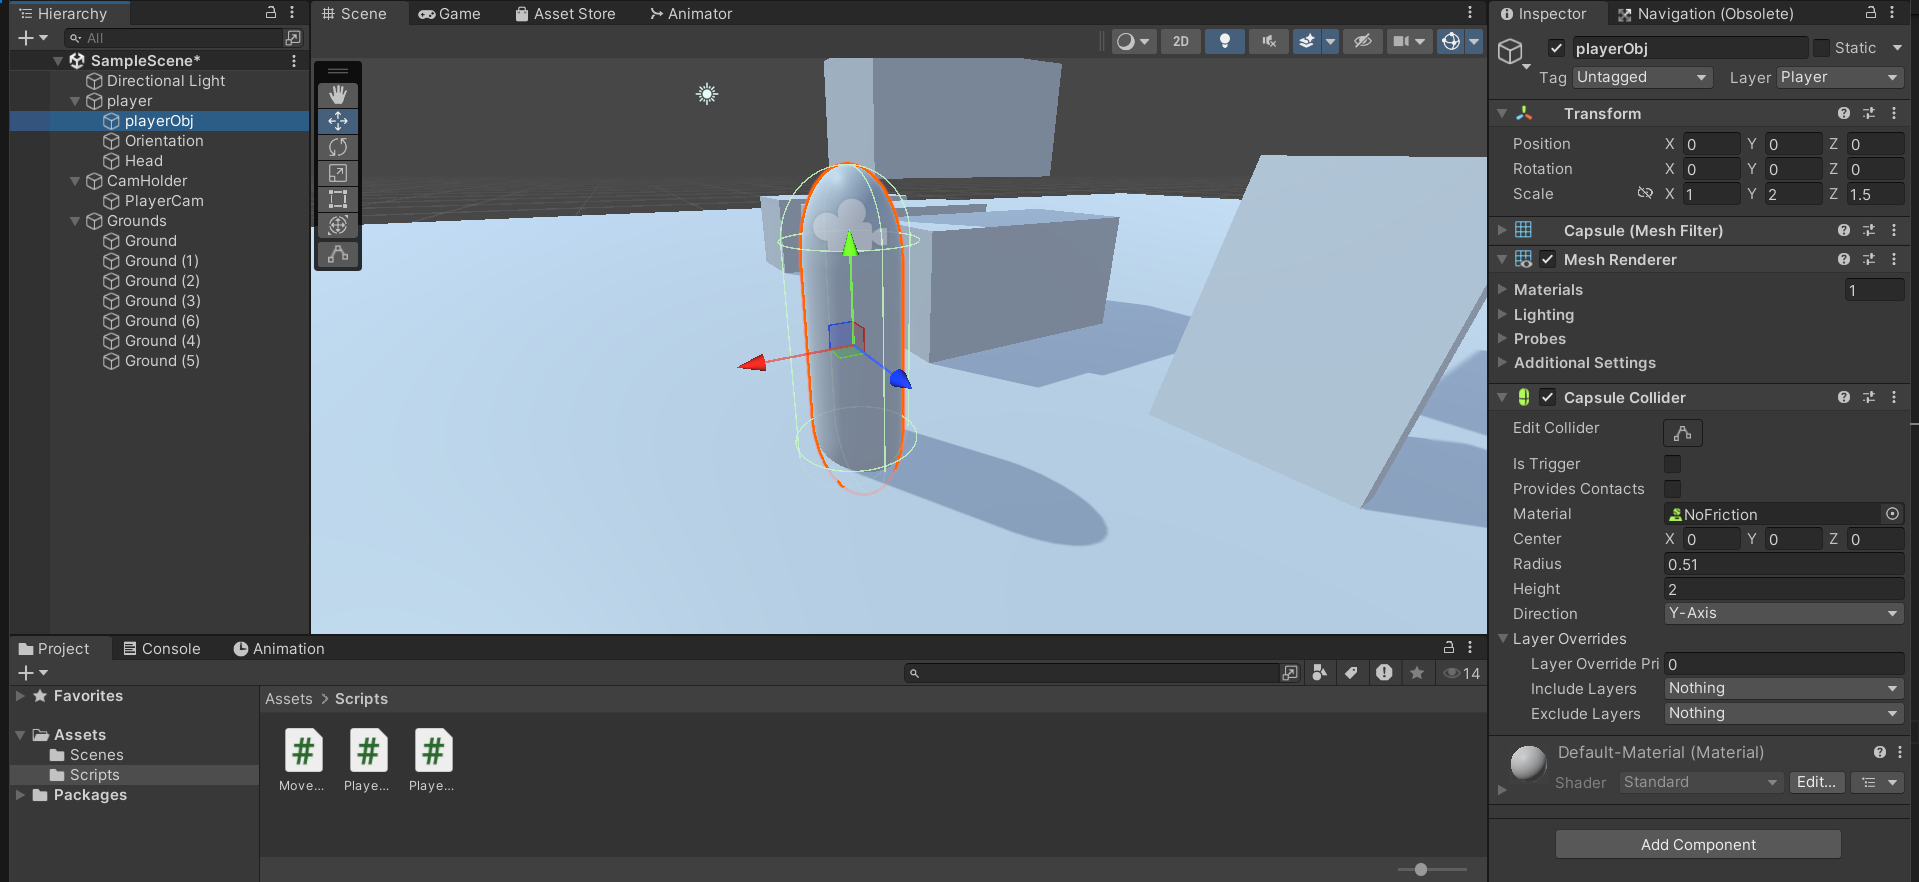 Hierarchy
All
SampleScene*
Directional Light
player
playerObj
Orientation
Head
CamHolder
PlayerCam
Grounds
Ground
Ground (1)
Ground (2)
Ground (3)
Ground (6)
Ground (4)
Ground (5)
Scene
Game
Asset Store
Animator
2D
Inspector
Navigation (Obsolete)
playerObj
Static
Tag Untagged Layer Player
Transform
Position X 0 Y 0 Z 0
Rotation X 0 Y 0 Z 0
Scale X 1 Y 2 Z 1.5
Capsule (Mesh Filter)
Mesh Renderer
Materials 1
Lighting
Probes
Additional Settings
Capsule Collider
Edit Collider
Is Trigger
Provides Contacts
Material NoFriction
Center X 0 Y 0 Z 0
Radius 0.51
Height 2
Direction Y-Axis
Layer Overrides
Layer Override Pri 0
Include Layers Nothing
Exclude Layers Nothing
Default-Material (Material)
Shader Standard Edit...
Add Component
Project
Console
Animation
14
Favorites
Assets
Scenes
Scripts
Packages
Assets > Scripts
Move...
Playe...
Playe...